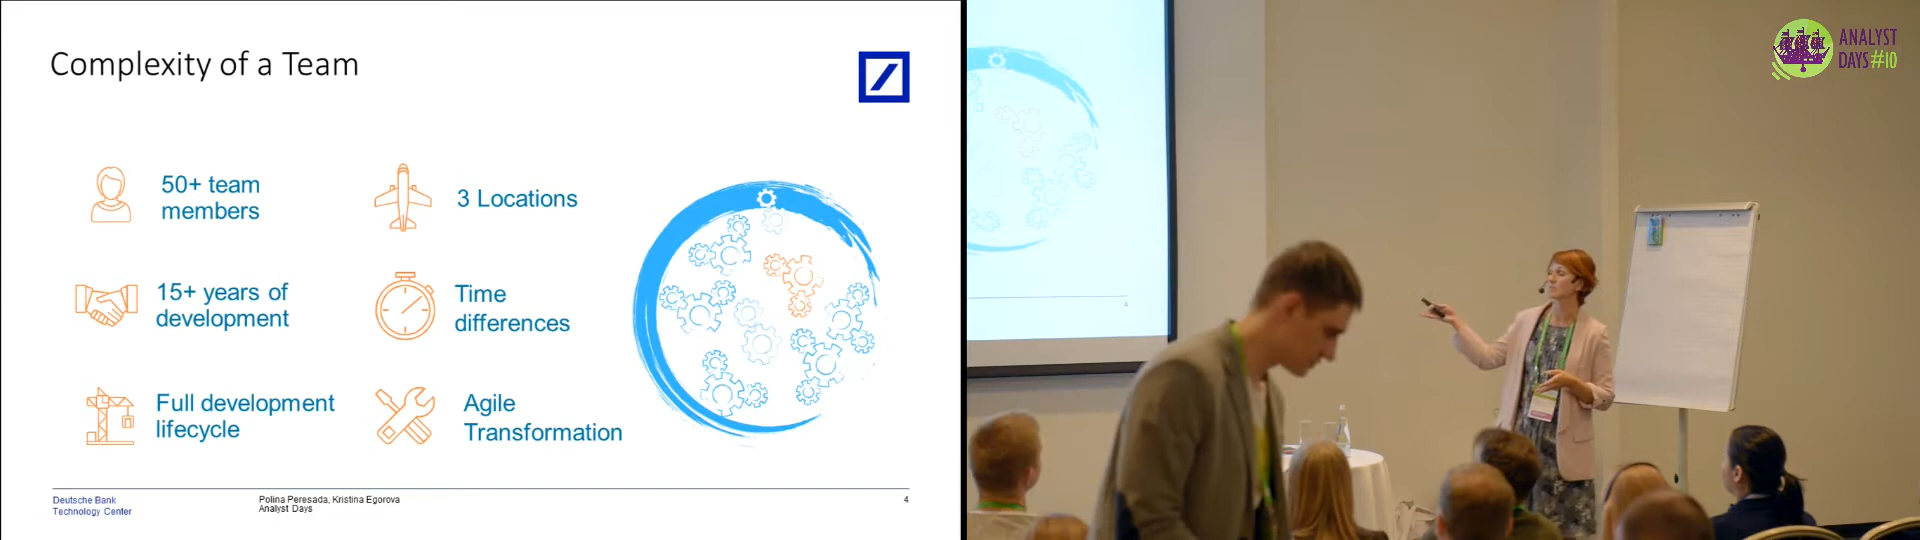 Complexity of a Team
50+ team
members
3 Locations
15+ years of
development
Time
differences
Full development
lifecycle
Agile
Transformation
Deutsche Bank
Technology Center
Polina Peresada, Kristina Egorova
Analyst Days
4
ANALYST
DAYS#10